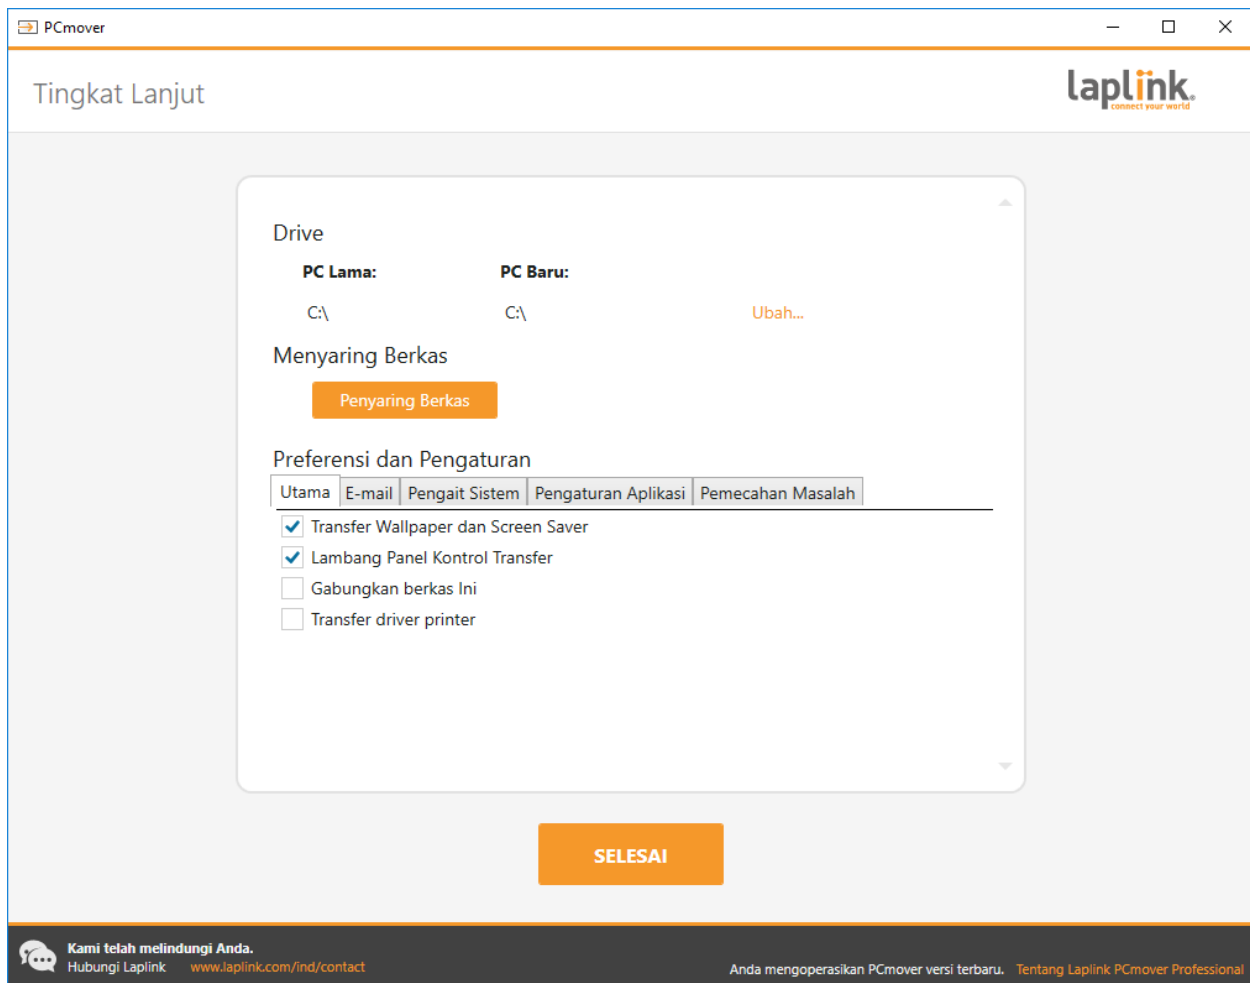 PCmover
Tingkat Lanjut
laplink.
connect your world
Drive
PC Lama: PC Baru:
C:\ C:\ Ubah...
Menyaring Berkas
Penyaring Berkas
Preferensi dan Pengaturan
Utama E-mail Pengait Sistem Pengaturan Aplikasi Pemecahan Masalah
Transfer Wallpaper dan Screen Saver
Lambang Panel Kontrol Transfer
Gabungkan berkas Ini
Transfer driver printer
SELESAI
Kami telah melindungi Anda.
Hubungi Laplink www.laplink.com/ind/contact
Anda mengoperasikan PCmover versi terbaru. Tentang Laplink PCmover Professional